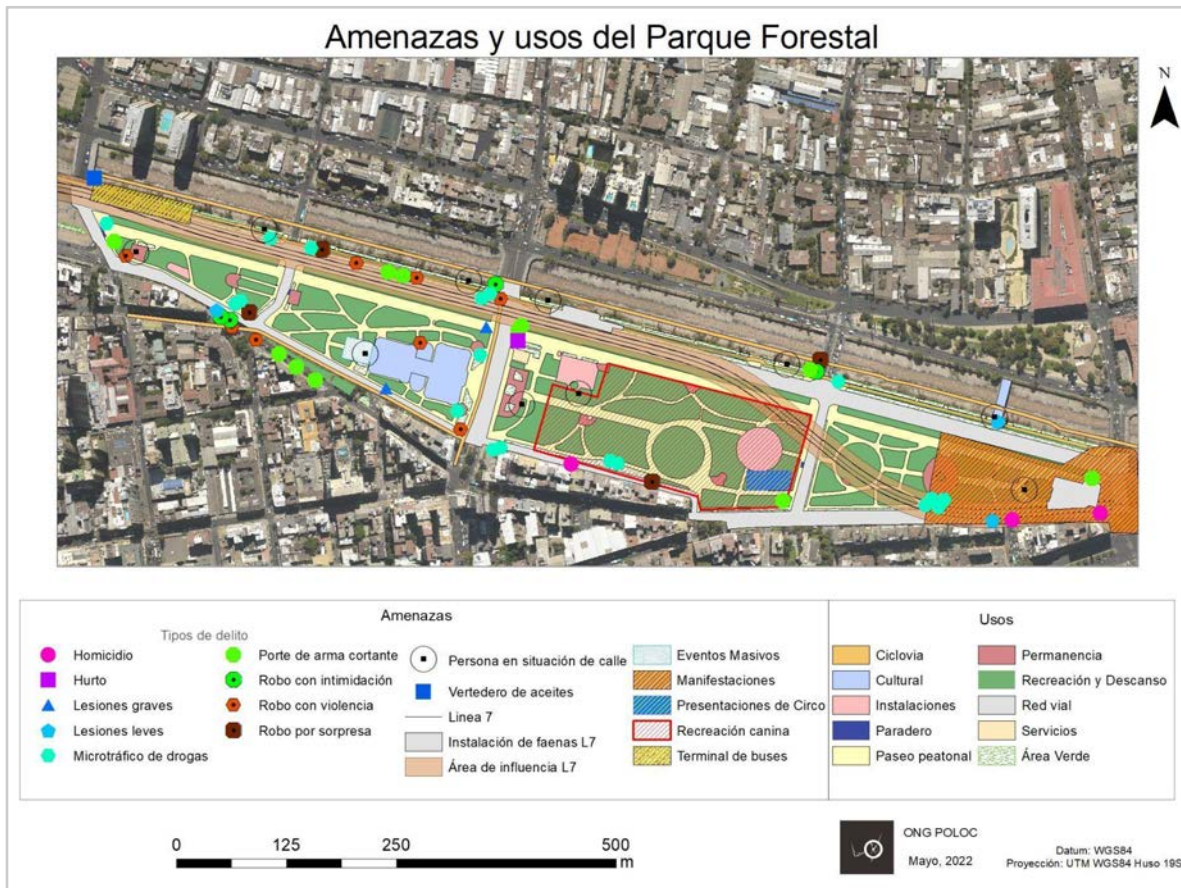 Amenazas y usos del Parque Forestal
N
Amenazas
Tipos de delito
Homicidio
Hurto
Lesiones graves
Lesiones leves
Microtráfico de drogas
Porte de arma cortante
Robo con intimidación
Robo con violencia
Robo por sorpresa
Persona en situación de calle
Vertedero de aceites
Linea 7
Instalación de faenas L7
Área de influencia L7
Eventos Masivos
Manifestaciones
Presentaciones de Circo
Recreación canina
Terminal de buses
Usos
Ciclovia
Cultural
Instalaciones
Paradero
Paseo peatonal
Permanencia
Recreación y Descanso
Red vial
Servicios
Área Verde
0 125 250 500
m
ONG POLOC
Mayo, 2022
Datum: WGS84
Proyección: UTM WGS84 Huso 19S